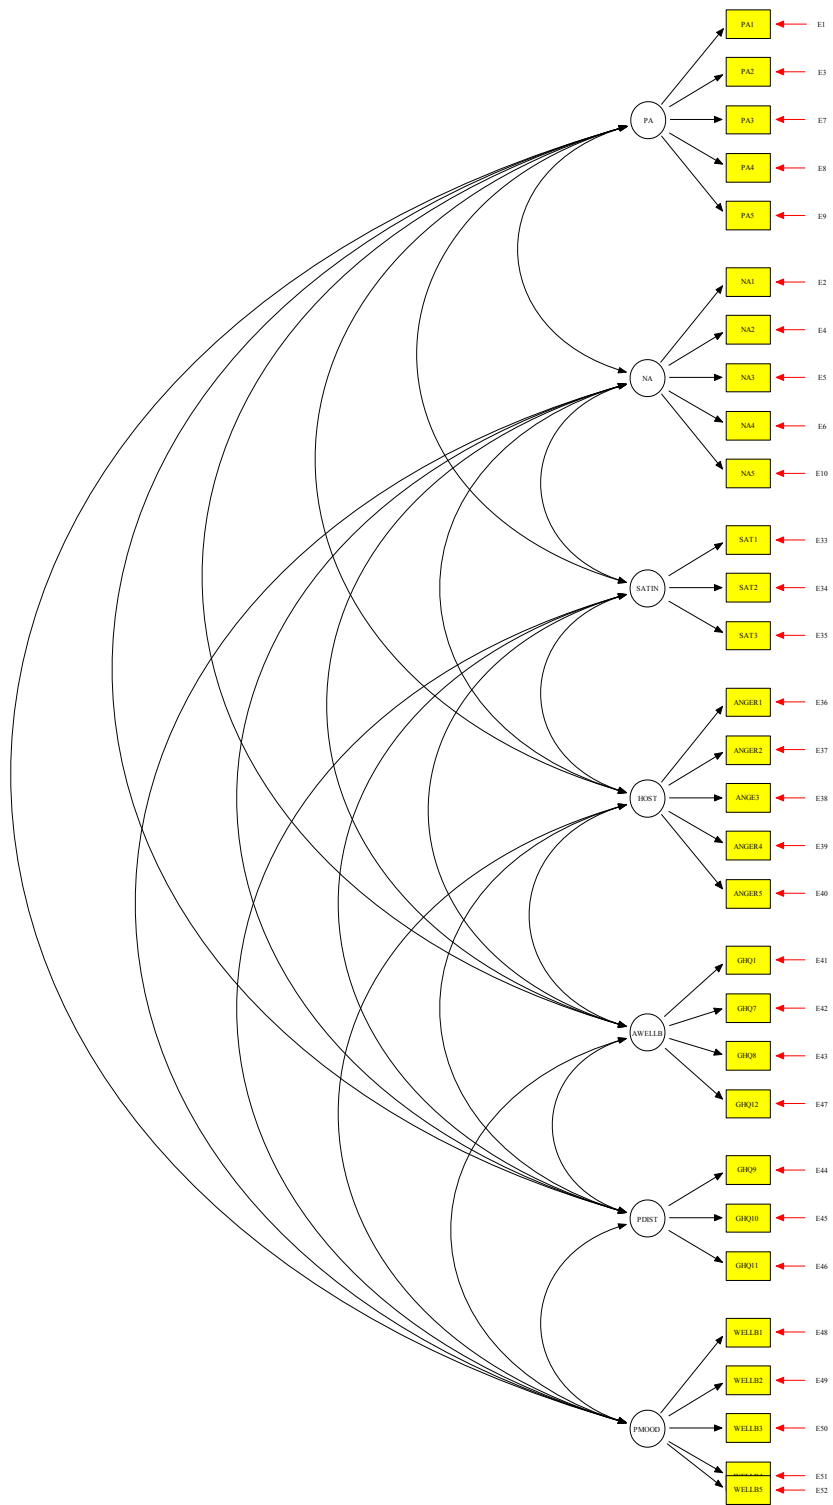 PA1 E1
PA2 E3
PA
PA3 E7
PA4 E8
PA5 E9
NA1 E2
NA2 E4
NA
NA3 E5
NA4 E6
NA5 E10
SAT1 E33
SATIN
SAT2 E34
SAT3 E35
ANGER1 E36
ANGER2 E37
HOST
ANGE3 E38
ANGER4 E39
ANGER5 E40
GHQ1 E41
GHQ7 E42
AWELLB
GHQ8 E43
GHQ12 E47
GHQ9 E44
PDIST
GHQ10 E45
GHQ11 E46
WELLB1 E48
WELLB2 E49
PMOOD
WELLB3 E50
E51
WELLB5 E52